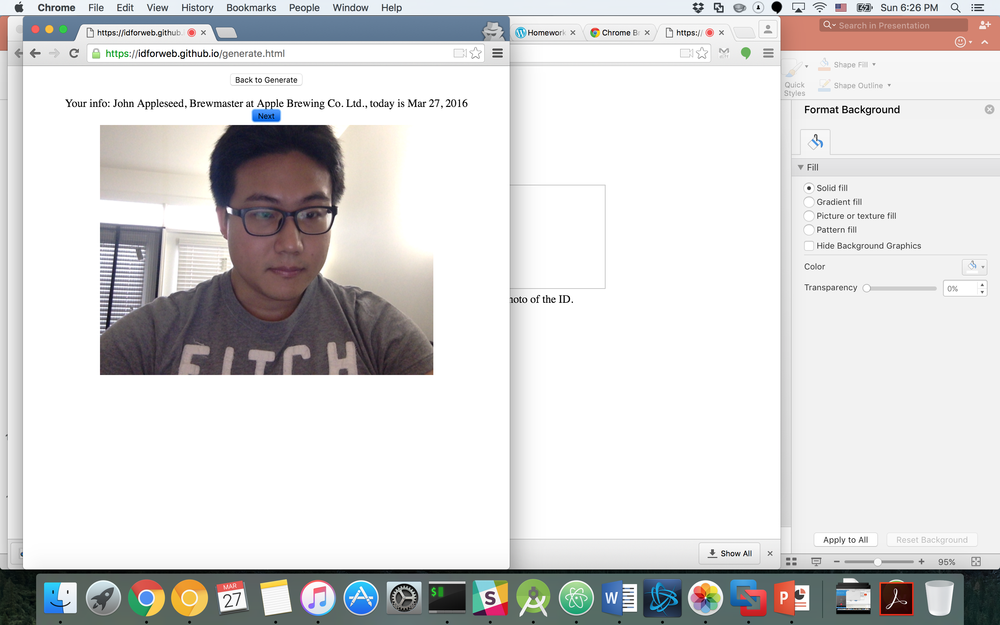 Chrome File Edit View History Bookmarks People Window Help
Sun 6:26 PM
https://idforweb.github.i
Homework
Chrome Br
https://
Search in Presentation
https://idforweb.github.io/generate.html
diff
Shape Fill
Shape Outline
Quick
Styles
Back to Generate
Your info: John Appleseed, Brewmaster at Apple Brewing Co. Ltd., today is Mar 27, 2016
Next
FITCH
hoto of the ID.
Format Background
Fill
Solid fill
Gradient fill
Picture or texture fill
Pattern fill
Hide Background Graphics
Color
Transparency
0%
Apply to All
Reset Background
Show All
95%
MAR
27
$
S
W
P